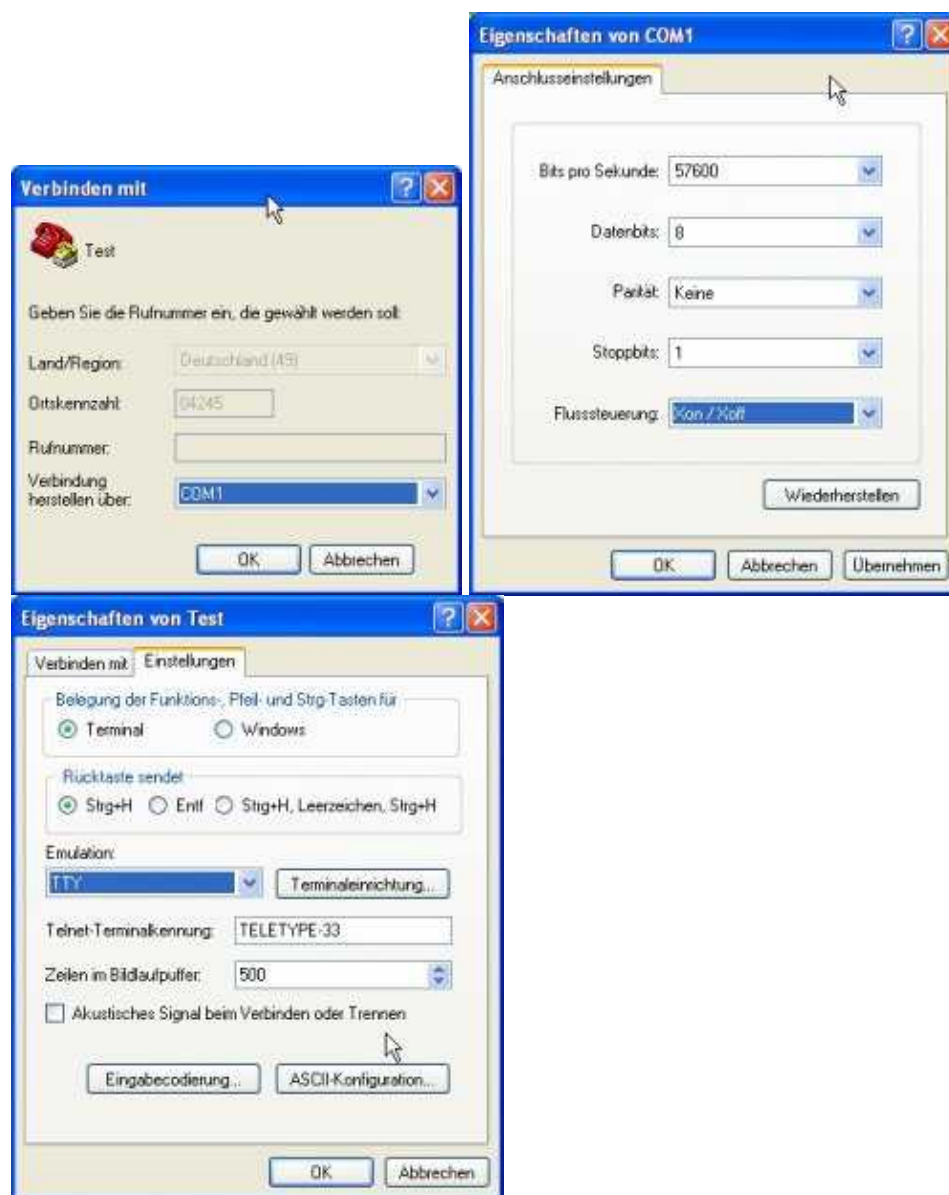 Verbinden mit
Test
Geben Sie die Rufnummer ein, die gewählt werden soll:
Land/Region:
Deutschland (49)
Ortskennzahl:
04245
Rufnummer:
Verbindung
herstellen über:
COM1
OK
Abbrechen
Eigenschaften von COM1
Anschlusseinstellungen
Bits pro Sekunde:
57600
Datenbits:
8
Parität:
Keine
Stoppbits:
1
Flusssteuerung:
Xon / Xoff
Wiederherstellen
OK
Abbrechen
Übernehmen
Eigenschaften von Test
Verbinden mit
Einstellungen
Belegung der Funktions-, Pfeil- und Strg-Tasten für
Terminal
Windows
Rücktaste sendet
Strg+H
Entf
Strg+H, Leerzeichen, Strg+H
Emulation:
TTY
Terminaleinrichtung...
Telnet-Terminalkennung:
TELETYPE-33
Zeilen im Bildlaufpuffer:
500
Akustisches Signal beim Verbinden oder Trennen
Eingabecodierung...
ASCII-Konfiguration...
OK
Abbrechen